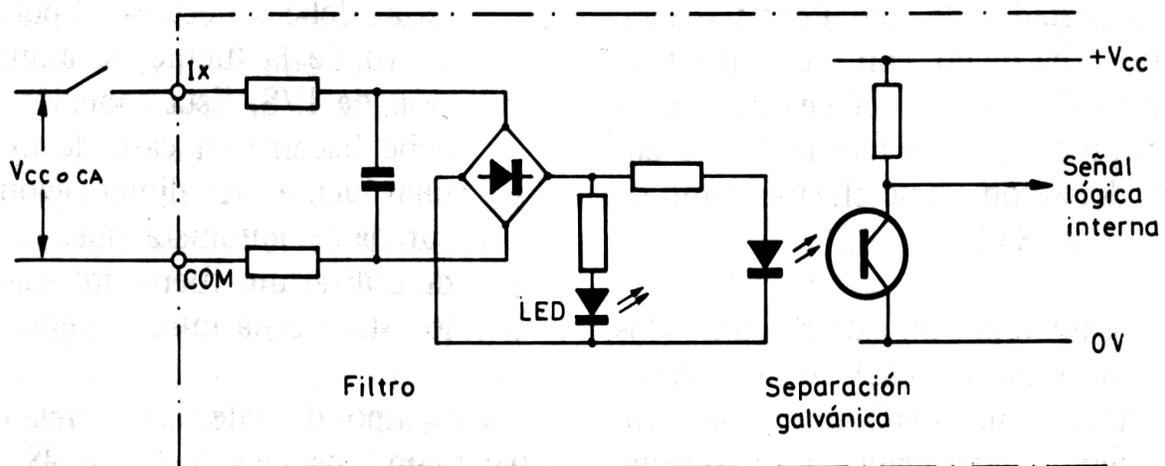 Ix
+VCC
VCC o CA
Señal
lógica
interna
COM
LED
0V
Filtro
Separación
galvánica